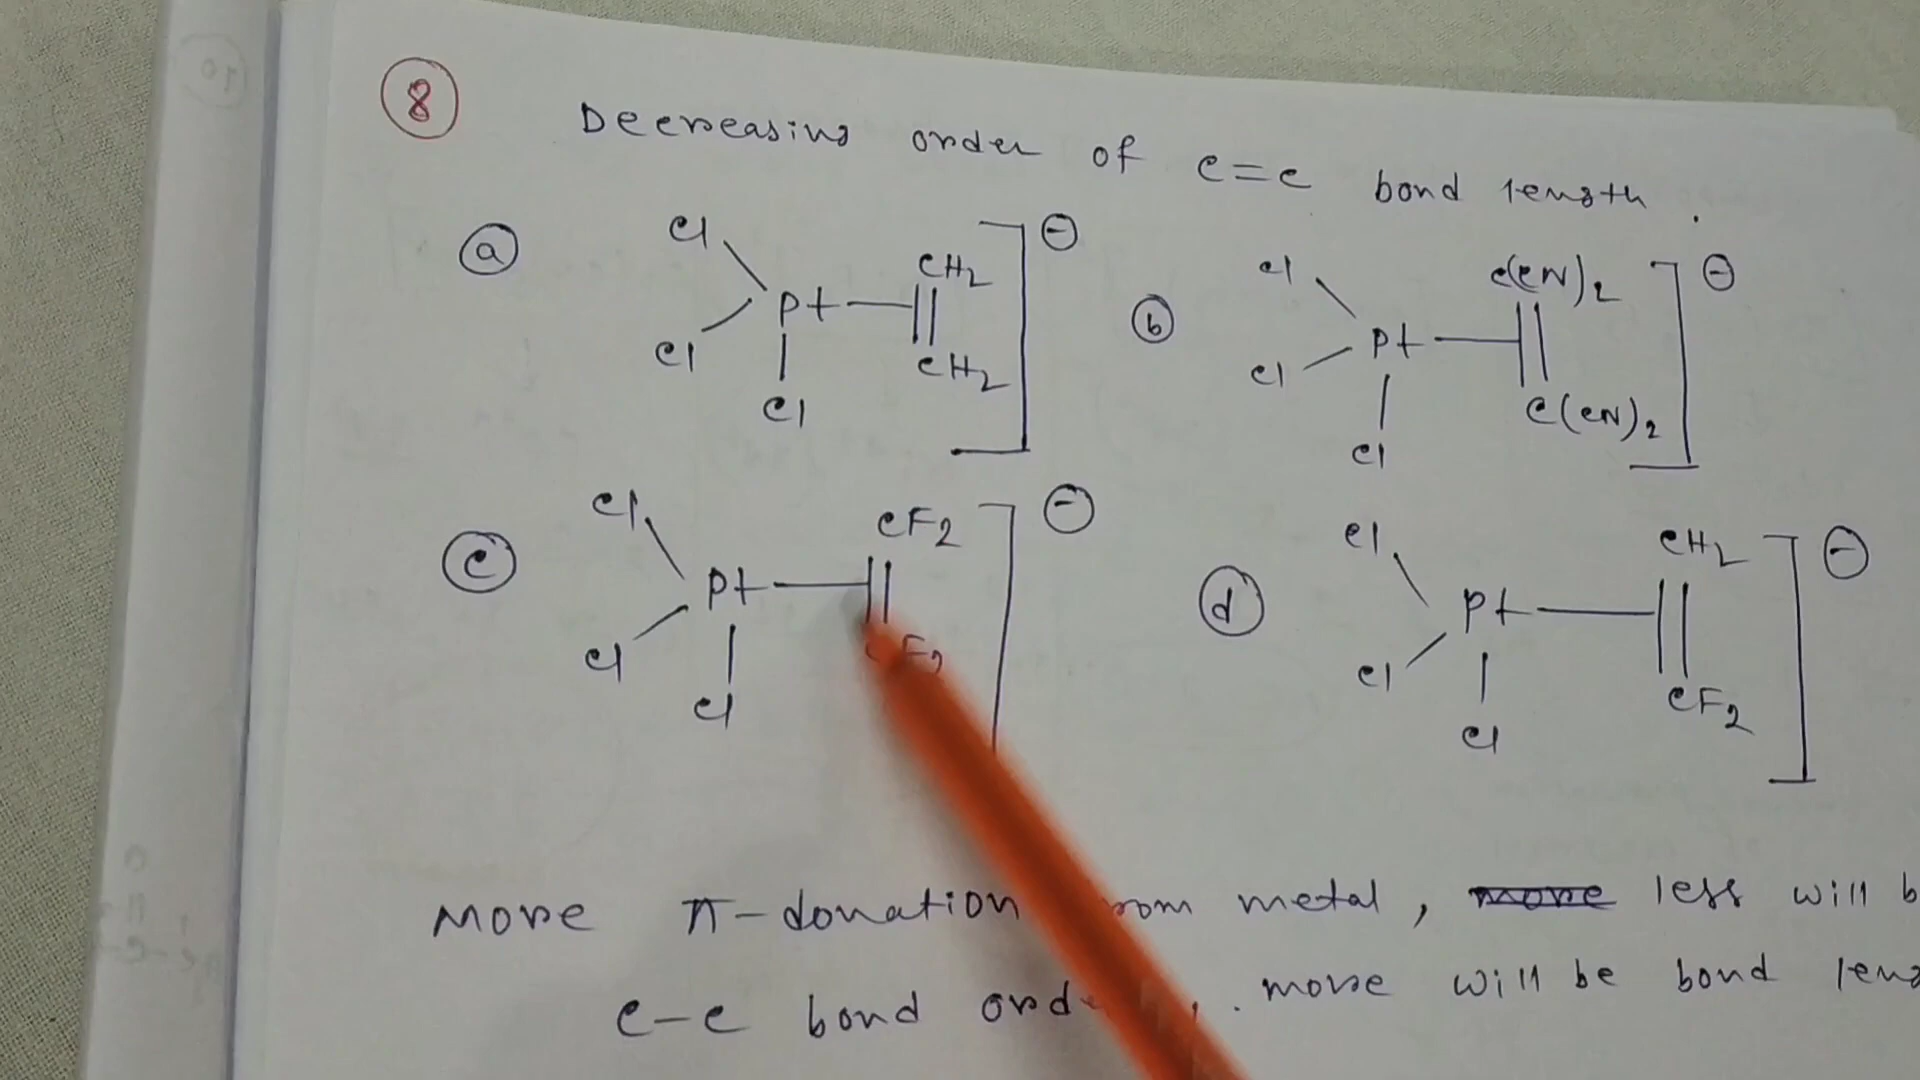 8 Decreasing order of c=c bond length.
a
Cl
Cl
Pt
Cl
CH2
CH2
⊖
b
Cl
Cl
Pt
Cl
C(CN)2
C(CN)2
⊖
c
Cl
Cl
Pt
Cl
CF2
CF2
⊖
d
Cl
Cl
Pt
Cl
CH2
CF2
⊖
More π-donation metal, less will
c-c bond more will be bond